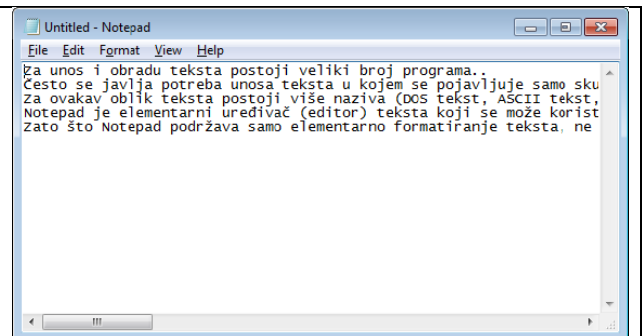 Untitled - Notepad
File Edit Format View Help
Za unos i obradu teksta postoji veliki broj programa..
Često se javlja potreba unosa teksta u kojem se pojavljuje samo sku
Za ovakav oblik teksta postoji više naziva (DOS tekst, ASCII tekst,
Notepad je elementarni uređivač (editor) teksta koji se može korist
Zato što Notepad podržava samo elementarno formatiranje teksta, ne